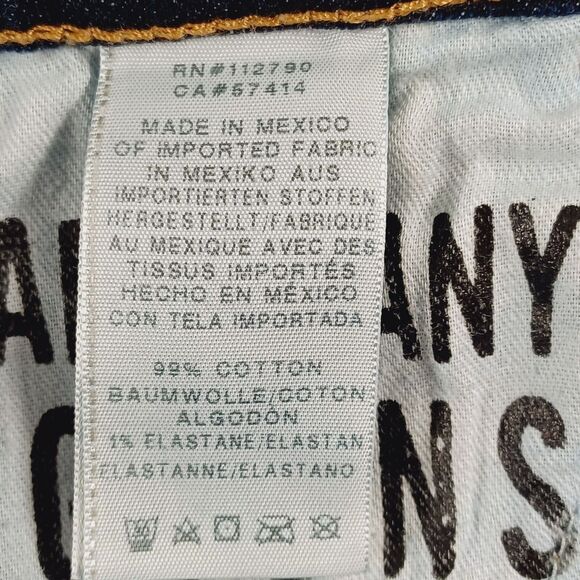 RN#112790
CA#57414
MADE IN MEXICO
OF IMPORTED FABRIC
IN MEXIKO AUS
IMPORTIERTEN STOFFEN
HERGESTELLT/FABRIQUE
AU MEXIQUE AVEC DES
TISSUS IMPORTÉS
HECHO EN MÉXICO
CON TELA IMPORTADA
99% COTTON
BAUMWOLLE/COTON
ALGODÓN
1% ELASTANE/ELASTAN
ELASTANNE/ELASTANO
ANY
NS